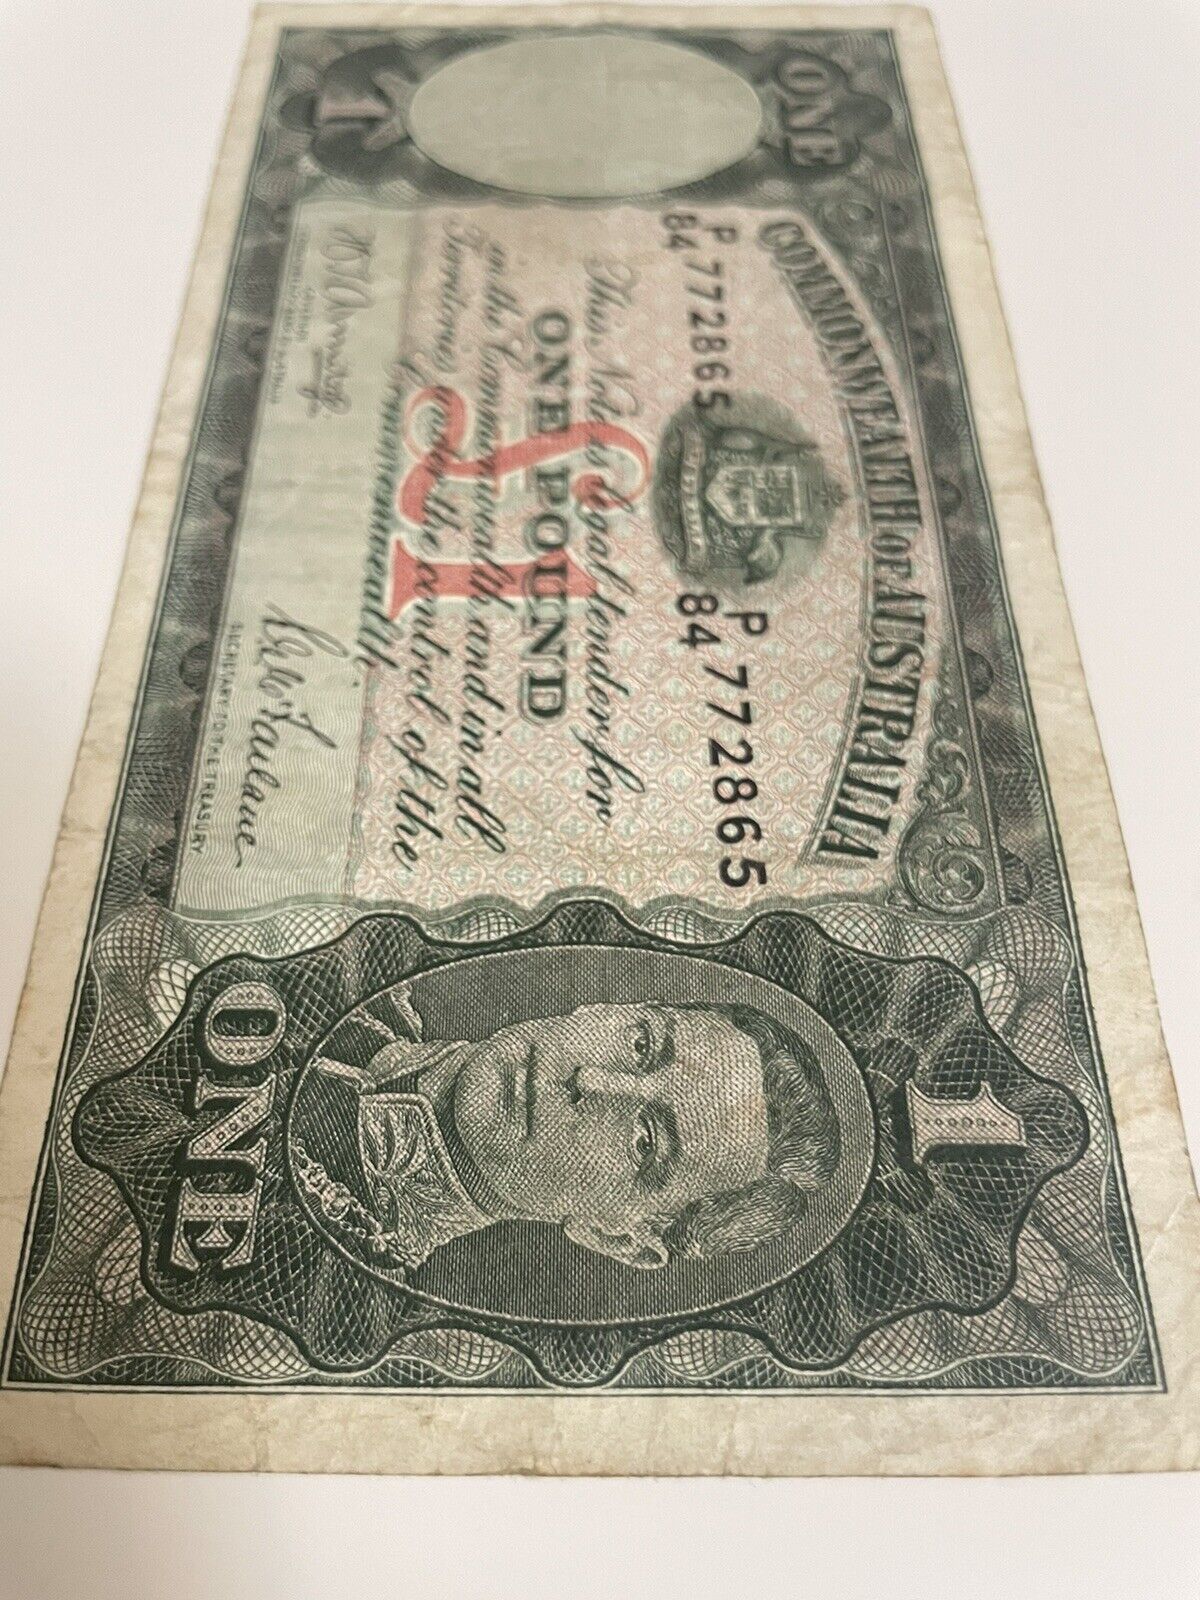 ONE
1
COMMONWEALTH OF AUSTRALIA
P
84 772865
P
84 772865
This Note is legal tender for
ONE POUND
in the Commonwealth and in all
Territories under the control of the
Commonwealth
£1
SECRETARY TO THE TREASURY
1
ONE